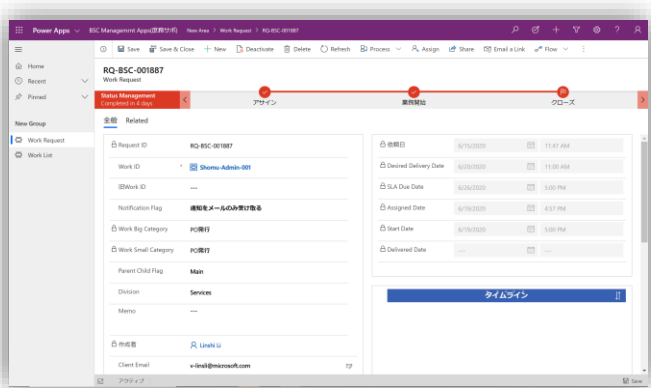 Power Apps BSC Managemnt Apps(庶務サポ) New Area > Work Request > RQ-BSC-001887
Save Save & Close + New Deactivate Delete Refresh Process Assign Share Email a Link Flow
Home
Recent
Pinned
New Group
Work Request
Work List
RQ-BSC-001887
Work Request
Status Management
Completed in 4 days
アサイン 業務開始 クローズ
全般 Related
Request ID RQ-BSC-001887
Work ID * Shomu-Admin-001
旧Work ID ---
Notification Flag 通知をメールのみ受け取る
Work Big Category PO発行
Work Small Category PO発行
Parent Child Flag Main
Division Services
Memo ---
作成者 Linshi Li
Client Email v-linsli@microsoft.com
依頼日 6/15/2020 11:47 AM
Desired Delivery Date 6/20/2020 11:00 AM
SLA Due Date 6/26/2020 5:00 PM
Assigned Date 6/19/2020 4:57 PM
Start Date 6/19/2020 5:00 PM
Delivered Date --- ---
タイムライン
アクティブ Save